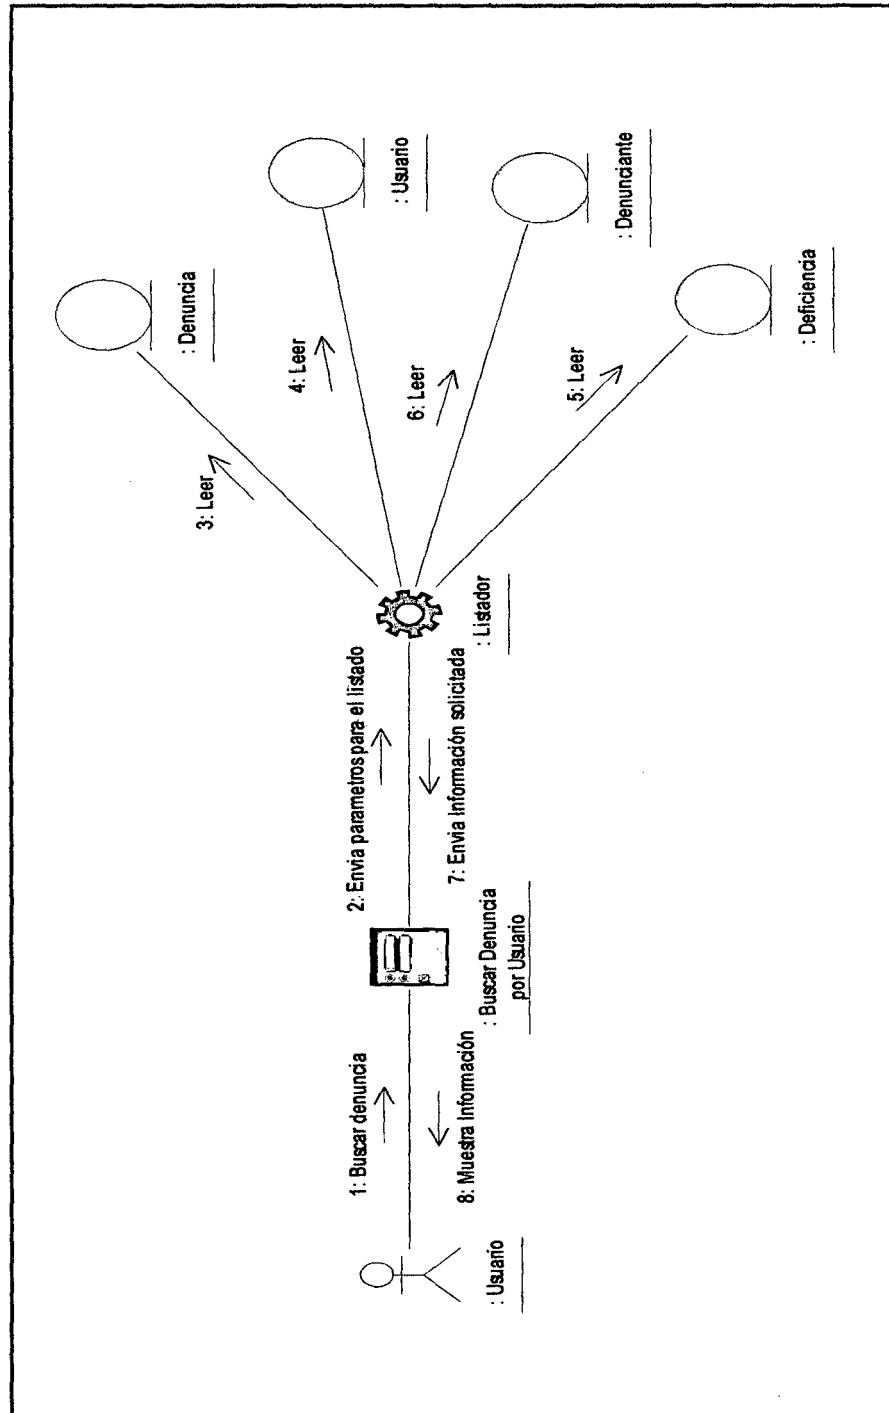 : Usuario
1: Buscar denuncia
8: Muestra Información
: Buscar Denuncia
por Usuario
2: Envia parametros para el listado
7: Envia Información solicitada
: Listador
3: Leer
4: Leer
6: Leer
5: Leer
: Denuncia
: Usuario
: Denunciante
: Deficiencia